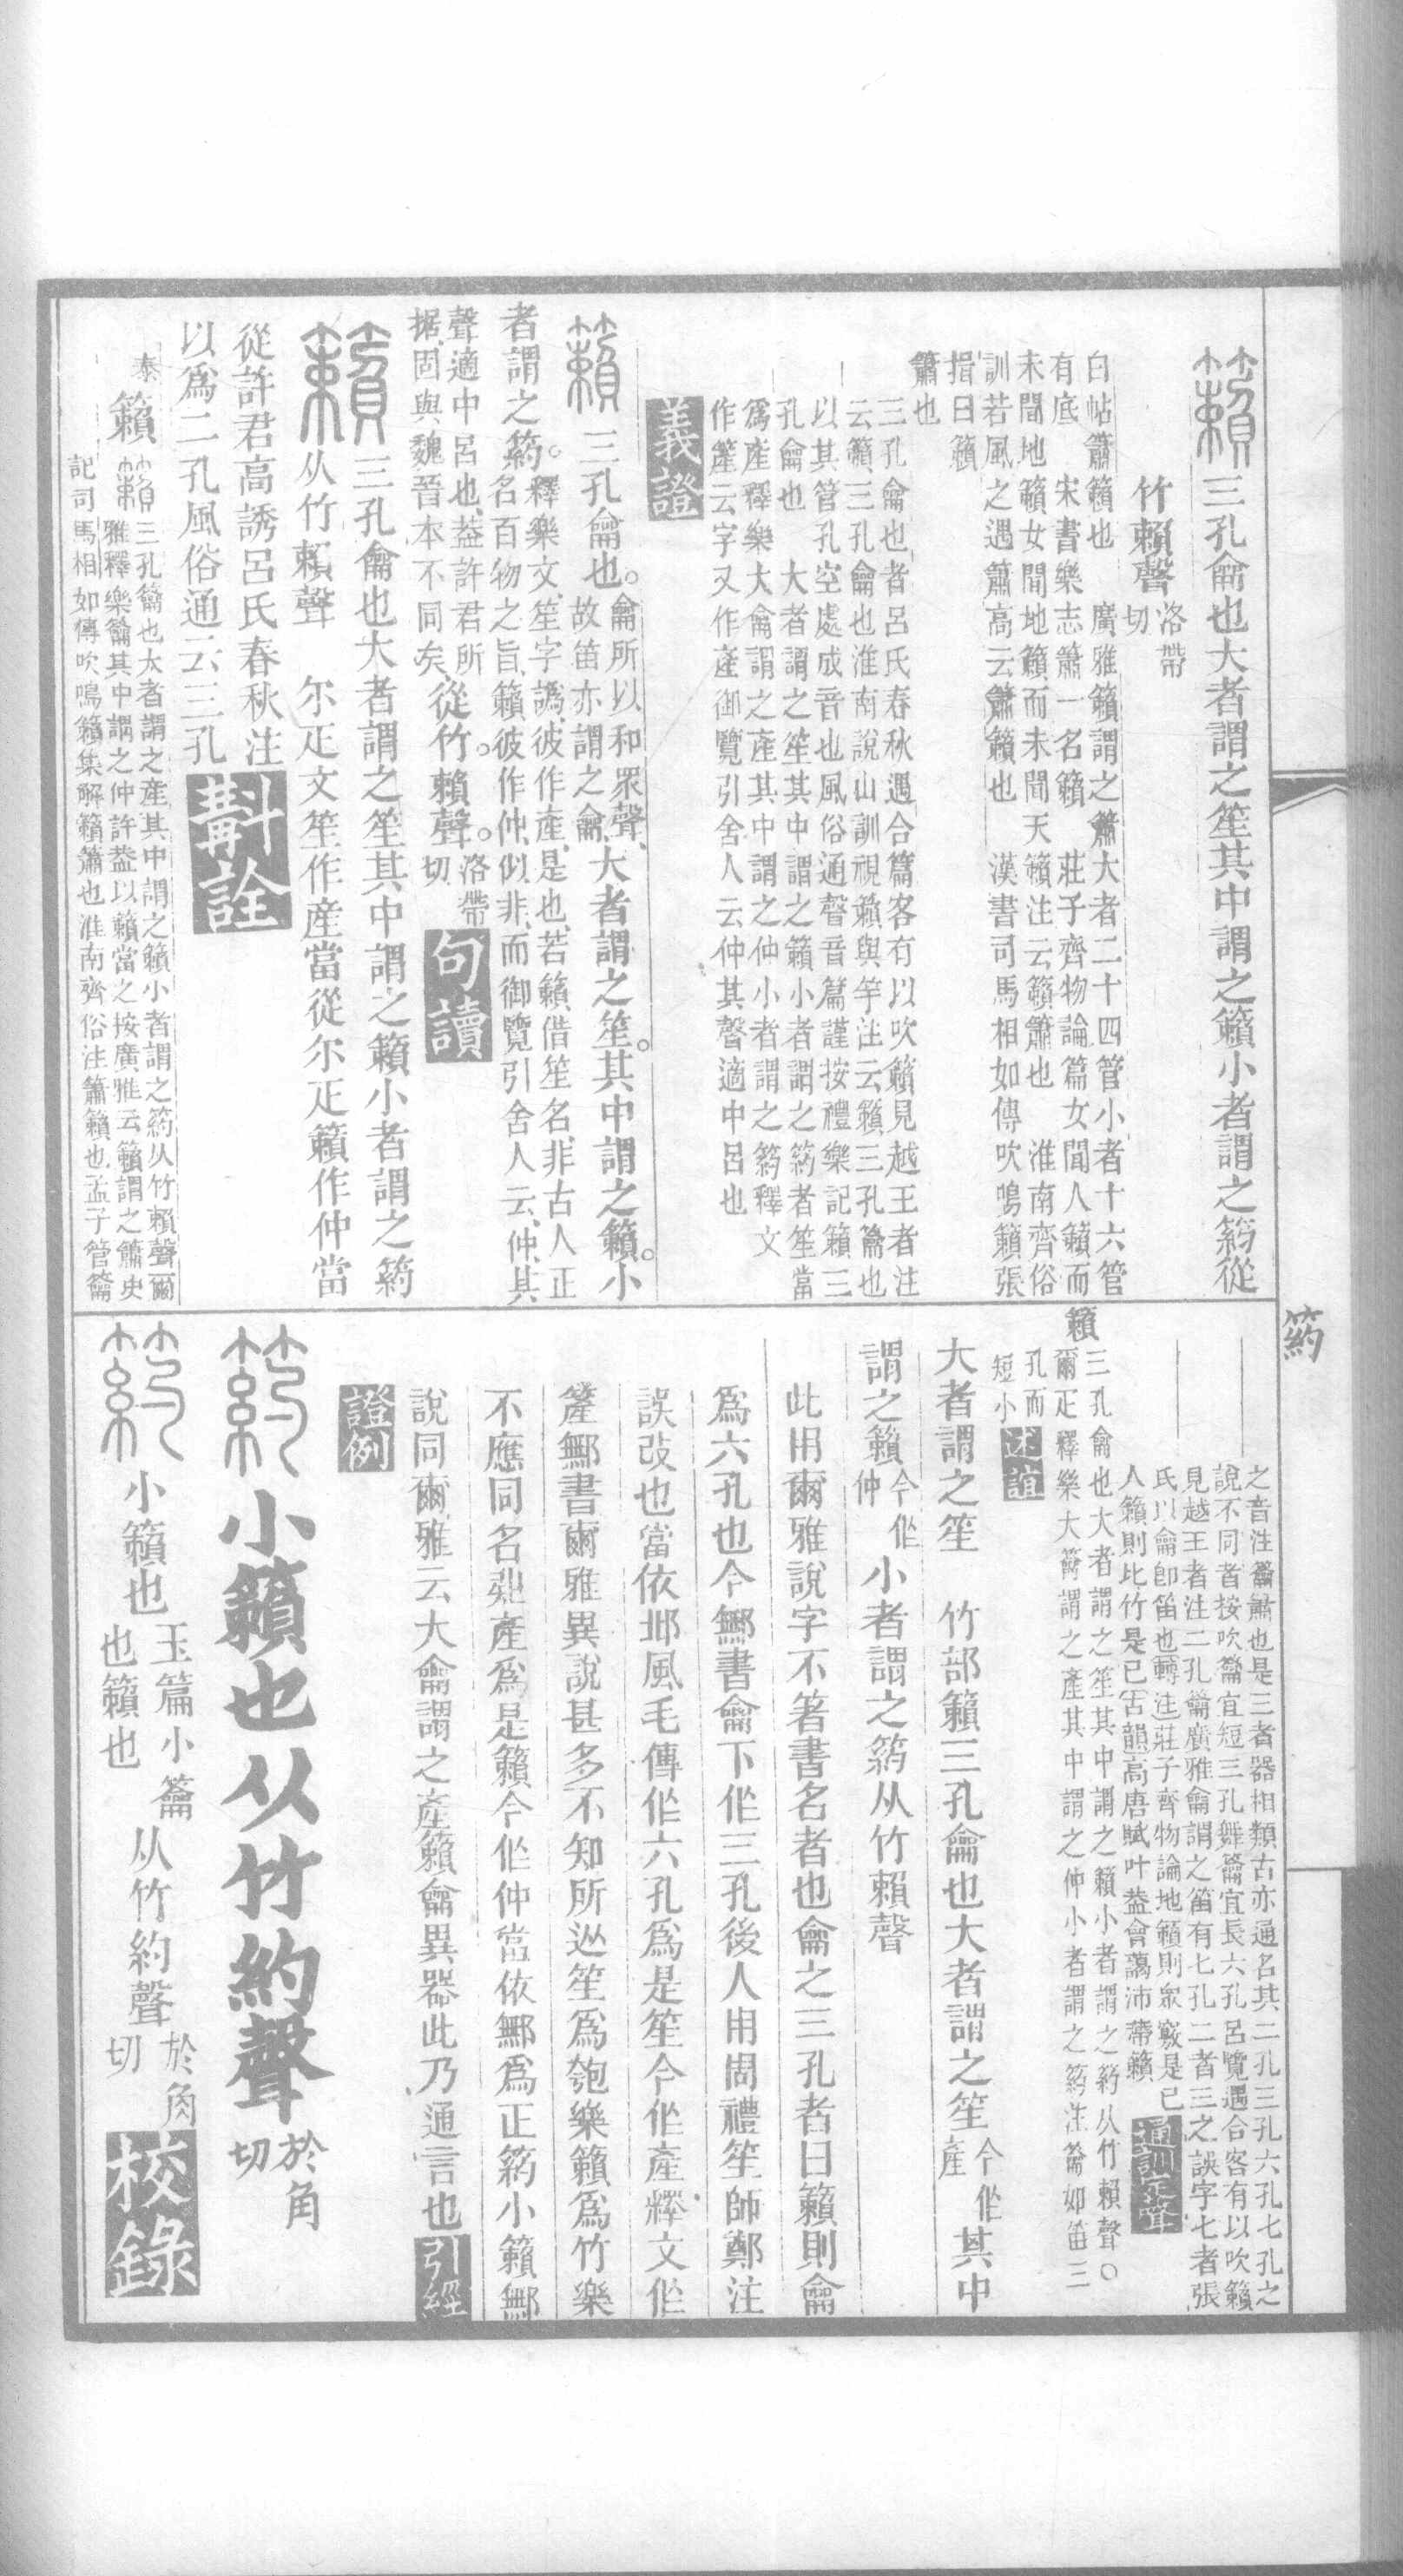 籟三孔龠也大者謂之笙其中謂之籟小者謂之箹從
竹賴聲洛帶切
廣雅籟謂之簫大者二十四管小者十六管
白帖簫籟也
宋書樂志簫一名籟
莊子齊物論篇女聞人籟而
有底
未聞地籟女聞地籟而未聞天籟注云籟簫也
淮南齊俗
訓若風之遇簫高云簫籟也
漢書司馬相如傳吹鳴籟張
揖曰籟
簫也
三孔龠也者呂氏春秋遇合篇客有以吹籟見越王者注
云籟三孔龠也淮南說山訓視籟與竽注云籟三孔籥也
以其管孔空處成音也風俗通聲音篇謹按禮樂記籟三
孔龠也
大者謂之笙其中謂之籟小者謂之箹者笙當
爲產釋樂大龠謂之產其中謂之仲小者謂之箹釋文
作簅云字又作產御覽引舍人云仲其聲適中呂也
義證
籟三孔龠也。龠所以和眾聲、故笛亦謂之龠、大者謂之笙。其中謂之籟。小
者謂之箹。釋樂文、笙字譌、彼作產、是也、若籟借笙名、非古人正
名百物之旨、籟彼作仲、似非、而御覽引舍人云、仲、其
聲適中呂也、蓋許君所
据、固與魏晉本不同矣、從竹。賴聲。洛帶切
句讀
籟三孔龠也大者謂之笙其中謂之籟小者謂之箹
从竹賴聲 尔疋文笙作產當從尔疋籟作仲當
從許君高誘呂氏春秋注
以爲二孔風俗通云三孔
斠詮
泰
籟
籟三孔籥也大者謂之產其中謂之籟小者謂之箹从竹賴聲爾
雅釋樂籥其中謂之仲許蓋以籟當之按廣雅云籟謂之簫史
記司馬相如傳吹鳴籟集解籟簫也淮南齊俗注簫籟也孟子管籥
箹
之音注籥簫也是三者器相類古亦通名其二孔三孔六孔七孔之
說不同者按吹籥宜短三孔舞籥宜長六孔呂覽遇合客有以吹籟
見越王者注二孔籥廣雅龠謂之笛有七孔二者三之誤字七者張
氏以龠卽笛也轉注莊子齊物論地籟則眾竅是已
人籟則比竹是已古韻高唐賦叶蓋會藹沛蔕籟
通訓定聲
籟
三孔龠也大者謂之笙其中謂之籟小者謂之箹从竹賴聲○
爾疋釋樂大籥謂之產其中謂之仲小者謂之箹注籥如笛三
孔而
短小
述誼
大者謂之笙 竹部籟三孔龠也大者謂之笙今作產其中
謂之籟今作仲小者謂之箹从竹賴聲
此用爾雅說字不箸書名者也龠之三孔者曰籟則龠
爲六孔也今鄦書龠下作三孔後人用周禮笙師鄭注
誤改也當依邶風毛傳作六孔爲是笙今作產釋文作
簅鄦書爾雅異說甚多不知所從笙爲匏樂籟爲竹樂
不應同名產爲是籟今作仲當依鄦爲正箹小籟鄦
說同爾雅云大龠謂之產籟龠異器此乃通言也
引經
證例
箹小籟也从竹約聲於角切
箹小籟也玉篇小籥也籟也从竹約聲於角切
校錄